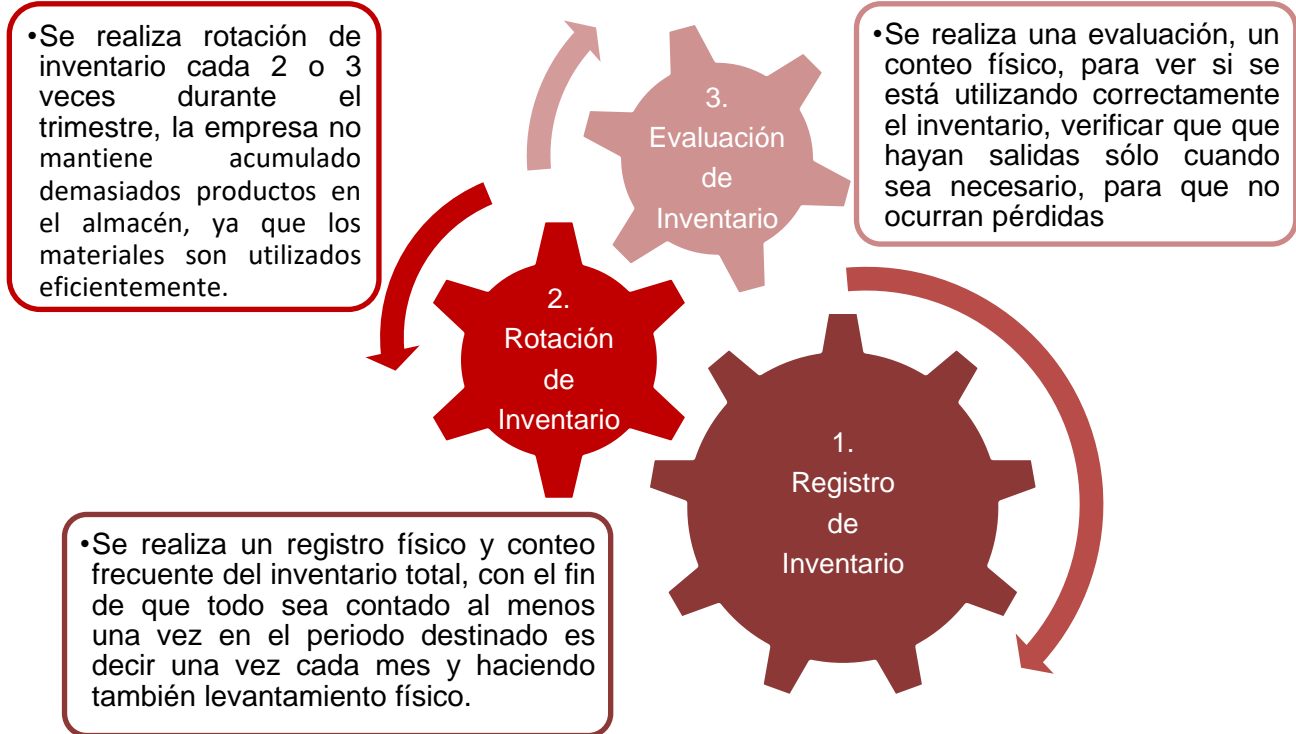 •Se realiza rotación de
inventario cada 2 o 3
veces durante el
trimestre, la empresa no
mantiene acumulado
demasiados productos en
el almacén, ya que los
materiales son utilizados
eficientemente.
3.
Evaluación
de
Inventario
•Se realiza una evaluación, un
conteo físico, para ver si se
está utilizando correctamente
el inventario, verificar que que
hayan salidas sólo cuando
sea necesario, para que no
ocurran pérdidas
2.
Rotación
de
Inventario
1.
Registro
de
Inventario
•Se realiza un registro físico y conteo
frecuente del inventario total, con el fin
de que todo sea contado al menos
una vez en el periodo destinado es
decir una vez cada mes y haciendo
también levantamiento físico.